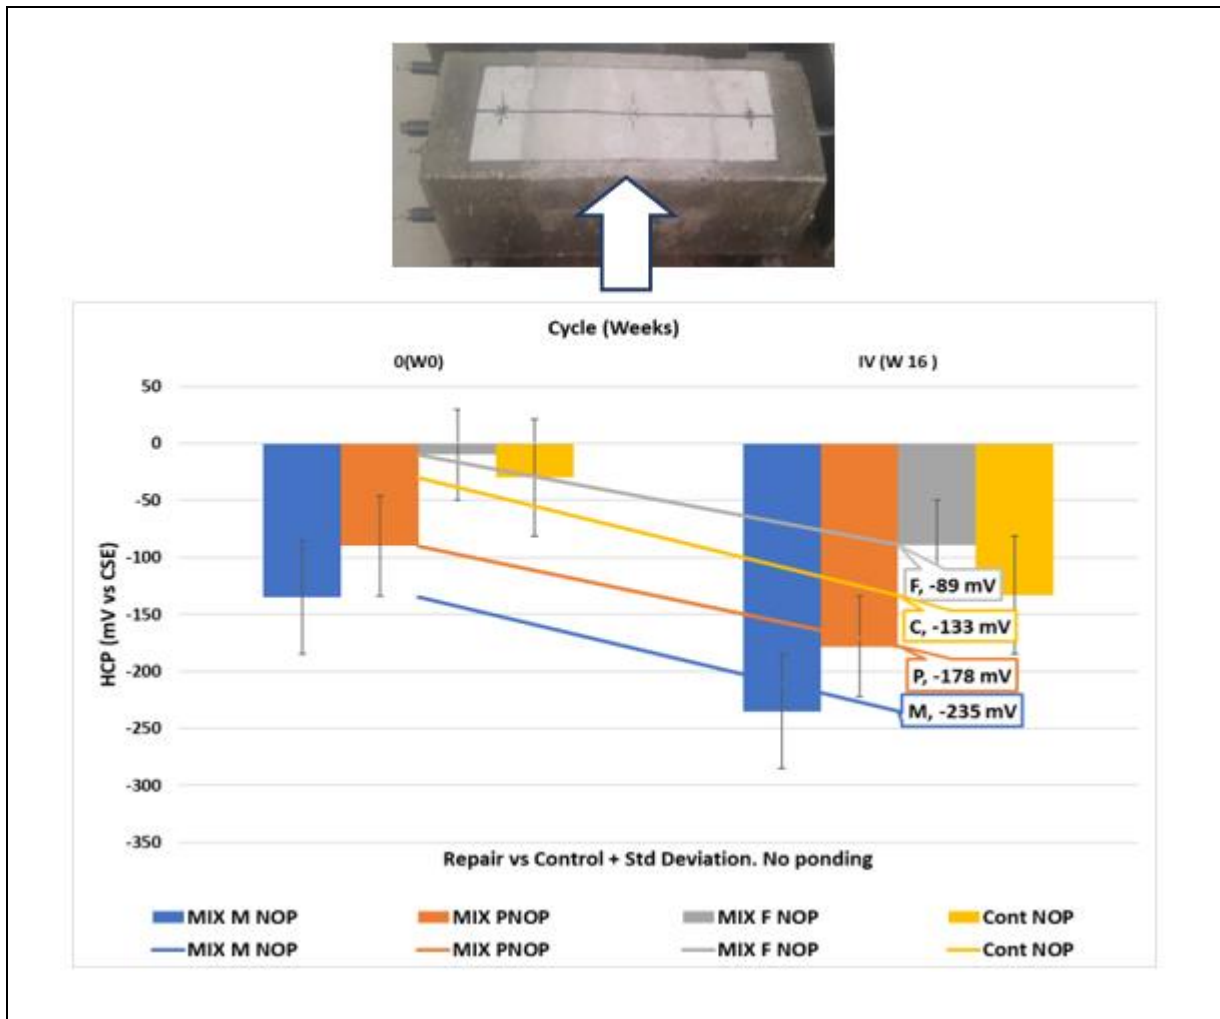 Cycle (Weeks)
0(W0)
IV (W 16 )
50
0
-50
-100
-150
-200
-250
-300
-350
HCP (mV vs CSE)
F, -89 mV
C, -133 mV
P, -178 mV
M, -235 mV
Repair vs Control + Std Deviation. No ponding
MIX M NOP
MIX PNOP
MIX F NOP
Cont NOP
MIX M NOP
MIX PNOP
MIX F NOP
Cont NOP